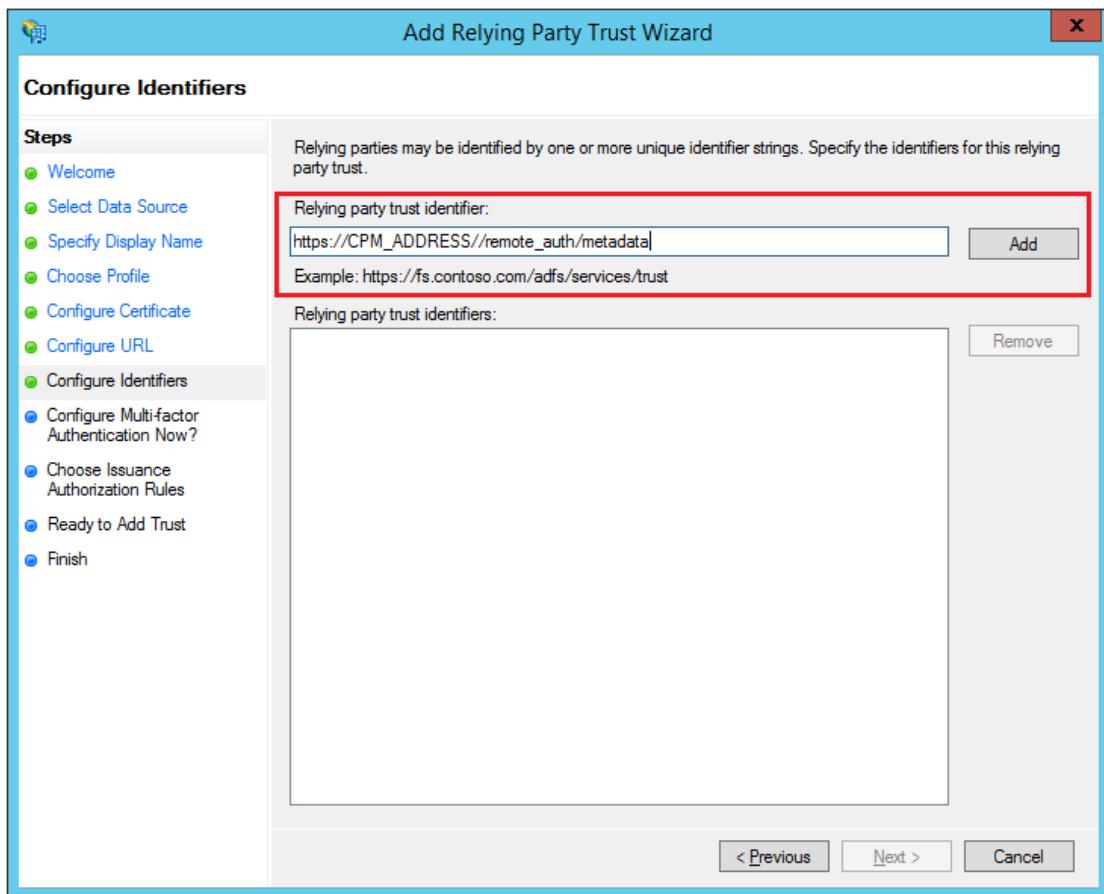 Add Relying Party Trust Wizard
x
Configure Identifiers
Steps
Welcome
Select Data Source
Specify Display Name
Choose Profile
Configure Certificate
Configure URL
Configure Identifiers
Configure Multi-factor
Authentication Now?
Choose Issuance
Authorization Rules
Ready to Add Trust
Finish
Relying parties may be identified by one or more unique identifier strings. Specify the identifiers for this relying
party trust.
Relying party trust identifier:
https://CPM_ADDRESS//remote_auth/metadata
Add
Example: https://fs.contoso.com/adfs/services/trust
Relying party trust identifiers:
Remove
< Previous
Next >
Cancel